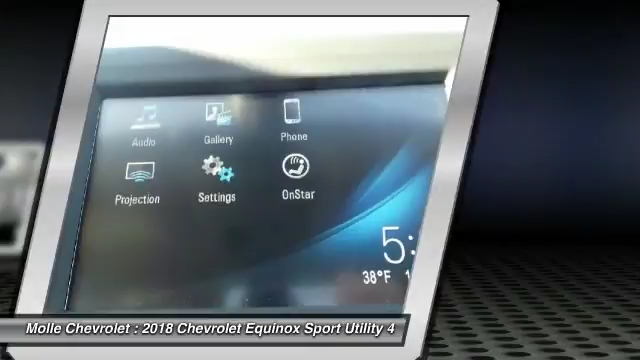 Audio Gallery Phone
Projection Settings OnStar
5:
38°F
Molle Chevrolet : 2018 Chevrolet Equinox Sport Utility 4